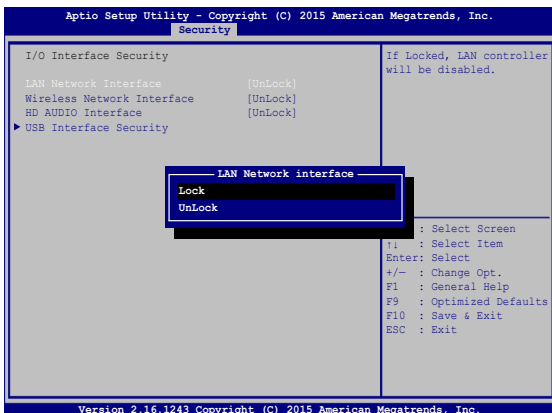 Aptio Setup Utility - Copyright (C) 2015 American Megatrends, Inc.
Security
I/O Interface Security
LAN Network Interface [UnLock]
Wireless Network Interface [UnLock]
HD AUDIO Interface [UnLock]
USB Interface Security
If Locked, LAN controller
will be disabled.
LAN Network interface
Lock
UnLock
: Select Screen
↑↓ : Select Item
Enter: Select
+/— : Change Opt.
F1 : General Help
F9 : Optimized Defaults
F10 : Save & Exit
ESC : Exit
Version 2.16.1243 Copyright (C) 2015 American Megatrends, Inc.